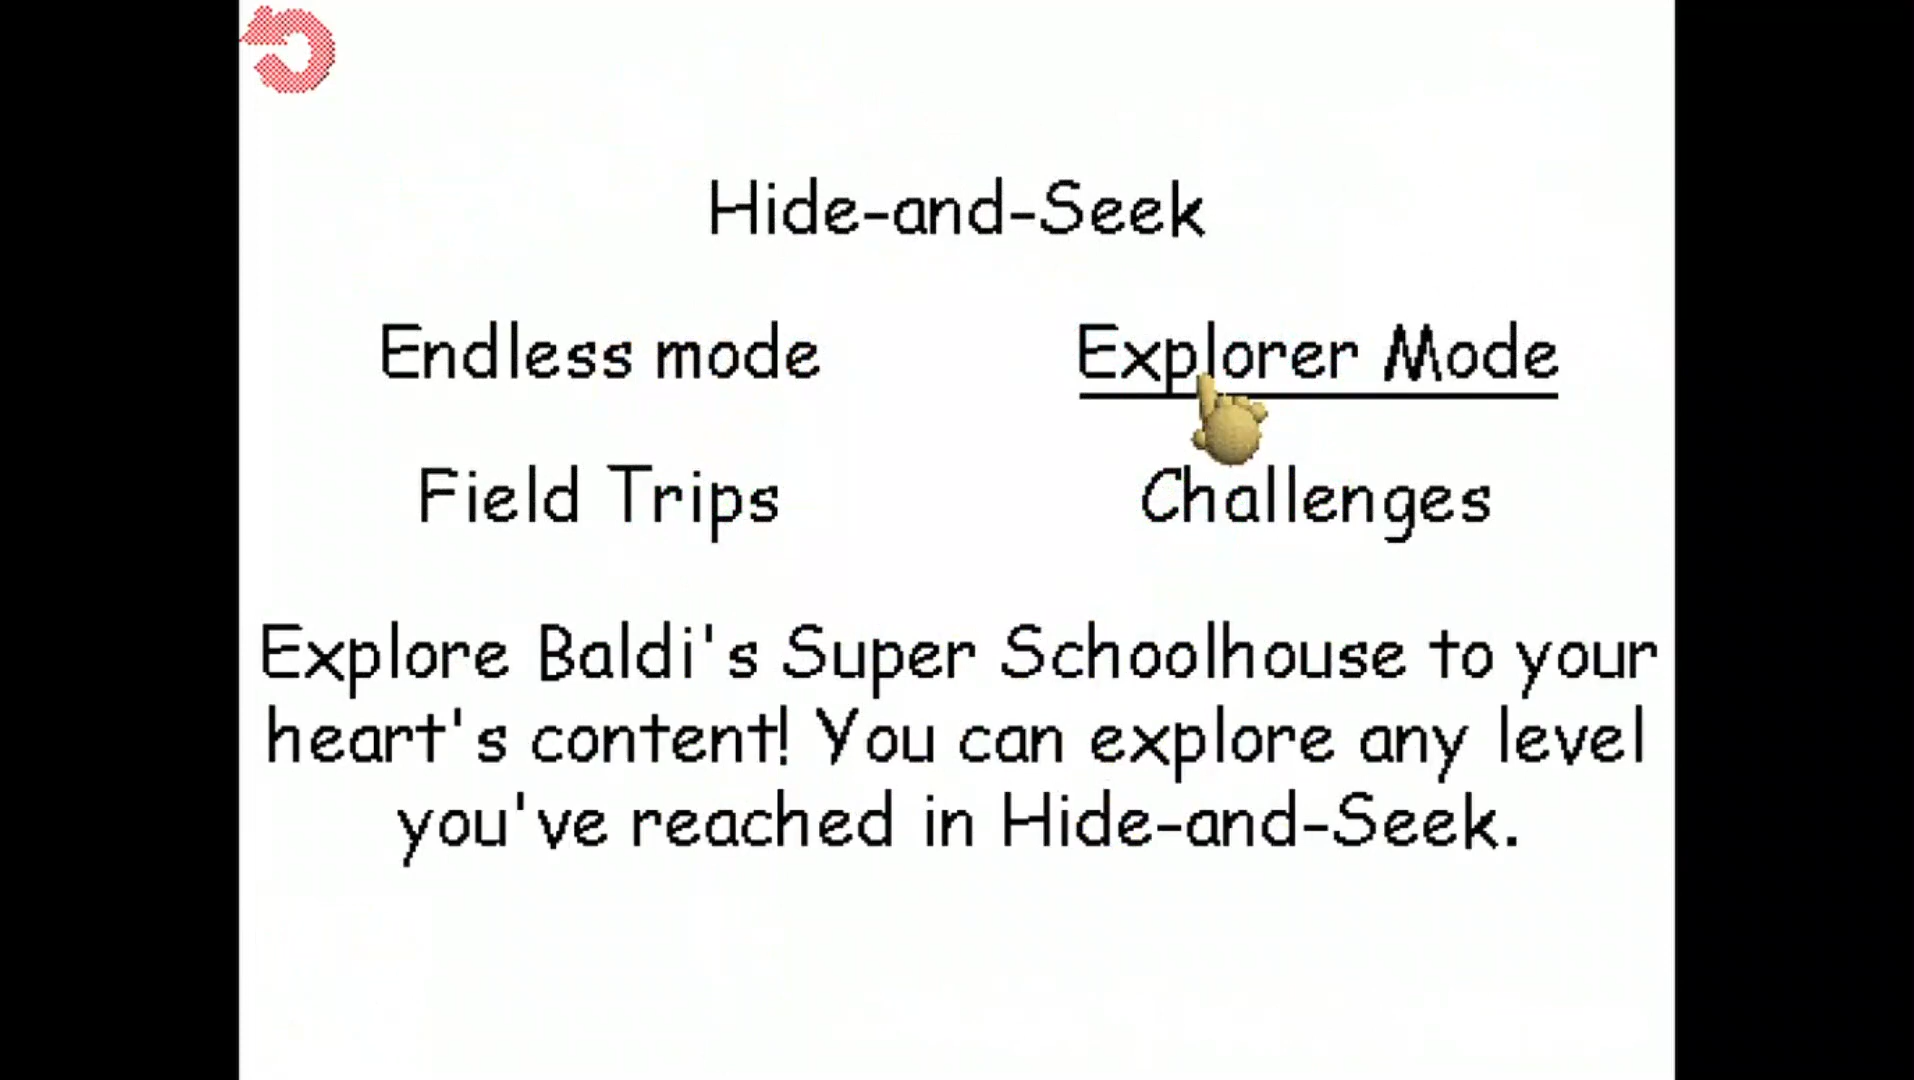 Hide-and-Seek
Endless mode
Explorer Mode
Field Trips
Challenges
Explore Baldi's Super Schoolhouse to your
heart's content! You can explore any level
you've reached in Hide-and-Seek.